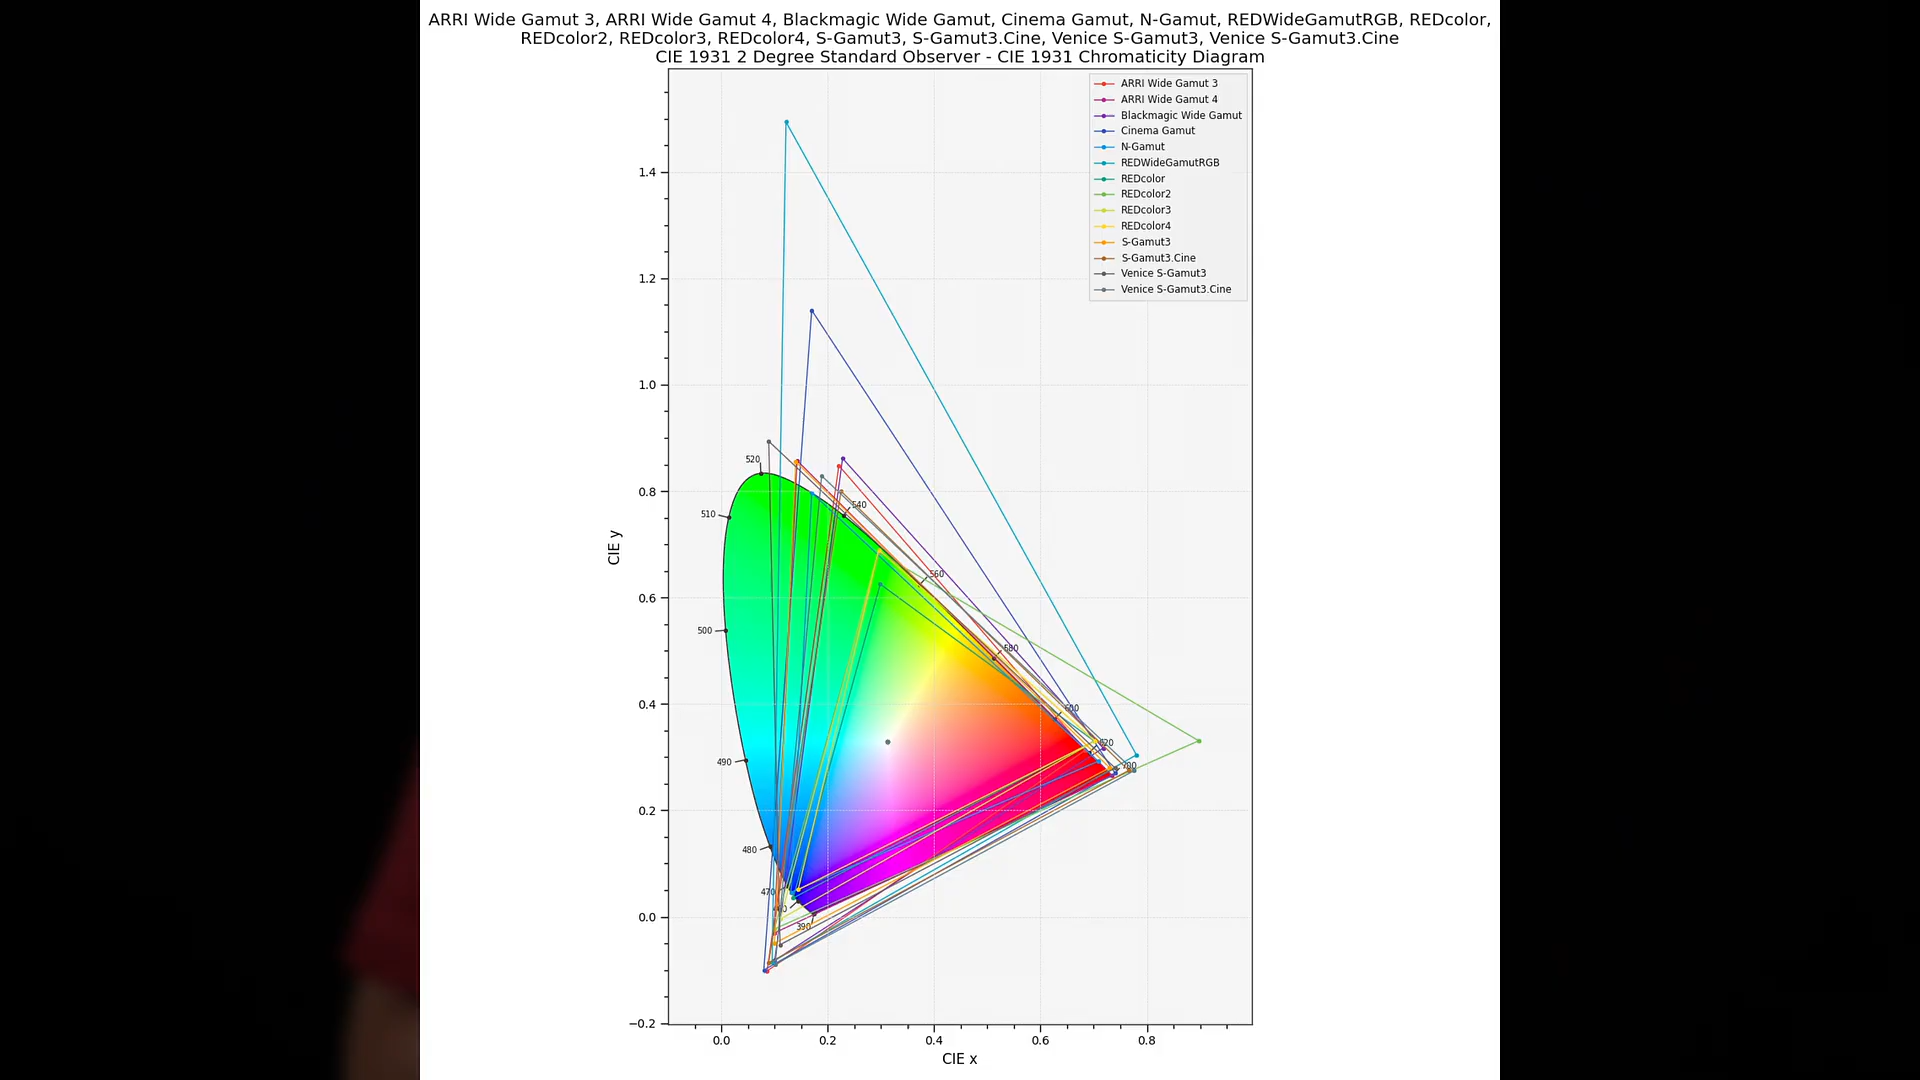 ARRI Wide Gamut 3, ARRI Wide Gamut 4, Blackmagic Wide Gamut, Cinema Gamut, N-Gamut, REDWideGamutRGB, REDcolor,
REDcolor2, REDcolor3, REDcolor4, S-Gamut3, S-Gamut3.Cine, Venice S-Gamut3, Venice S-Gamut3.Cine
CIE 1931 2 Degree Standard Observer - CIE 1931 Chromaticity Diagram
ARRI Wide Gamut 3
ARRI Wide Gamut 4
Blackmagic Wide Gamut
Cinema Gamut
N-Gamut
REDWideGamutRGB
REDcolor
REDcolor2
REDcolor3
REDcolor4
S-Gamut3
S-Gamut3.Cine
Venice S-Gamut3
Venice S-Gamut3.Cine
1.4
1.2
1.0
0.8
0.6
0.4
0.2
0.0
−0.2
CIE y
520
510
540
560
500
580
600
620
490
700
480
470
390
0.0
0.2
0.4
0.6
0.8
CIE x